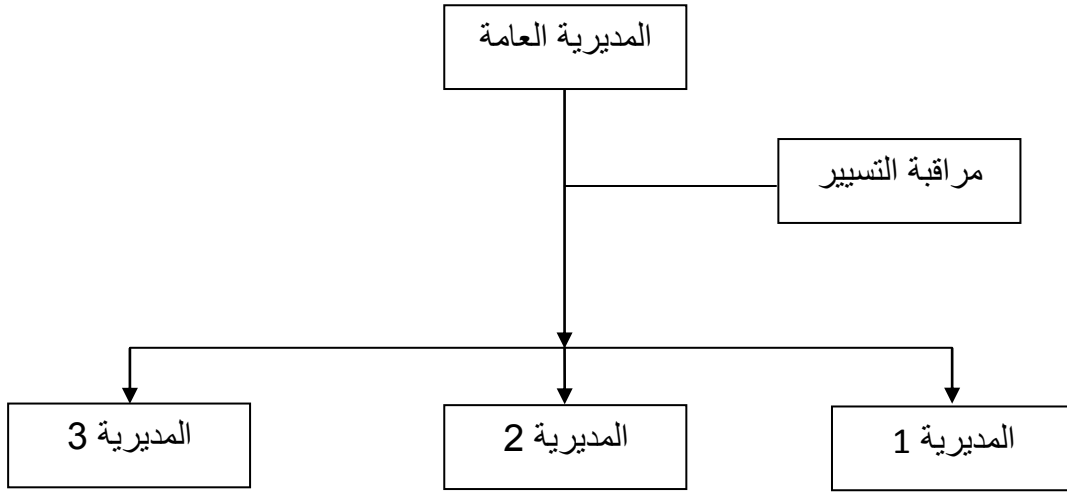 المديرية العامة
مراقبة التسيير
المديرية 1
المديرية 2
المديرية 3